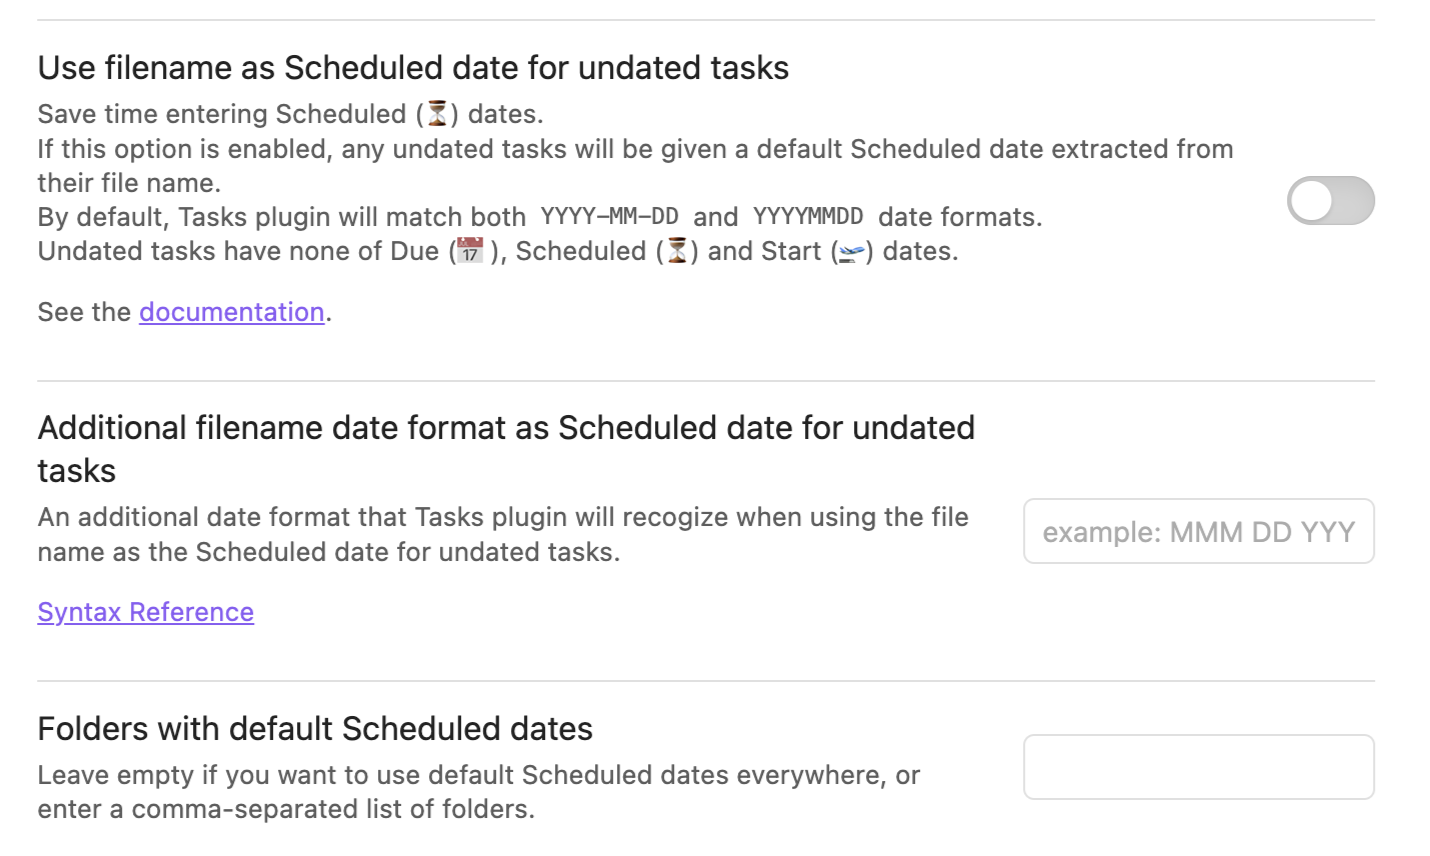 Use filename as Scheduled date for undated tasks
Save time entering Scheduled (⏳) dates.
If this option is enabled, any undated tasks will be given a default Scheduled date extracted from
their file name.
By default, Tasks plugin will match both YYYY-MM-DD and YYYYMMDD date formats.
Undated tasks have none of Due (📅 ), Scheduled (⏳) and Start (🛫) dates.
See the documentation.
Additional filename date format as Scheduled date for undated
tasks
An additional date format that Tasks plugin will recogize when using the file
name as the Scheduled date for undated tasks.
example: MMM DD YYY
Syntax Reference
Folders with default Scheduled dates
Leave empty if you want to use default Scheduled dates everywhere, or
enter a comma-separated list of folders.